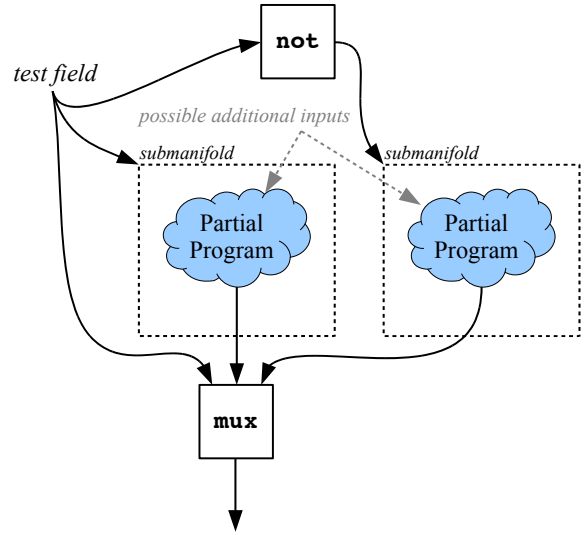 not
test field
possible additional inputs
submanifold
submanifold
Partial
Program
Partial
Program
mux